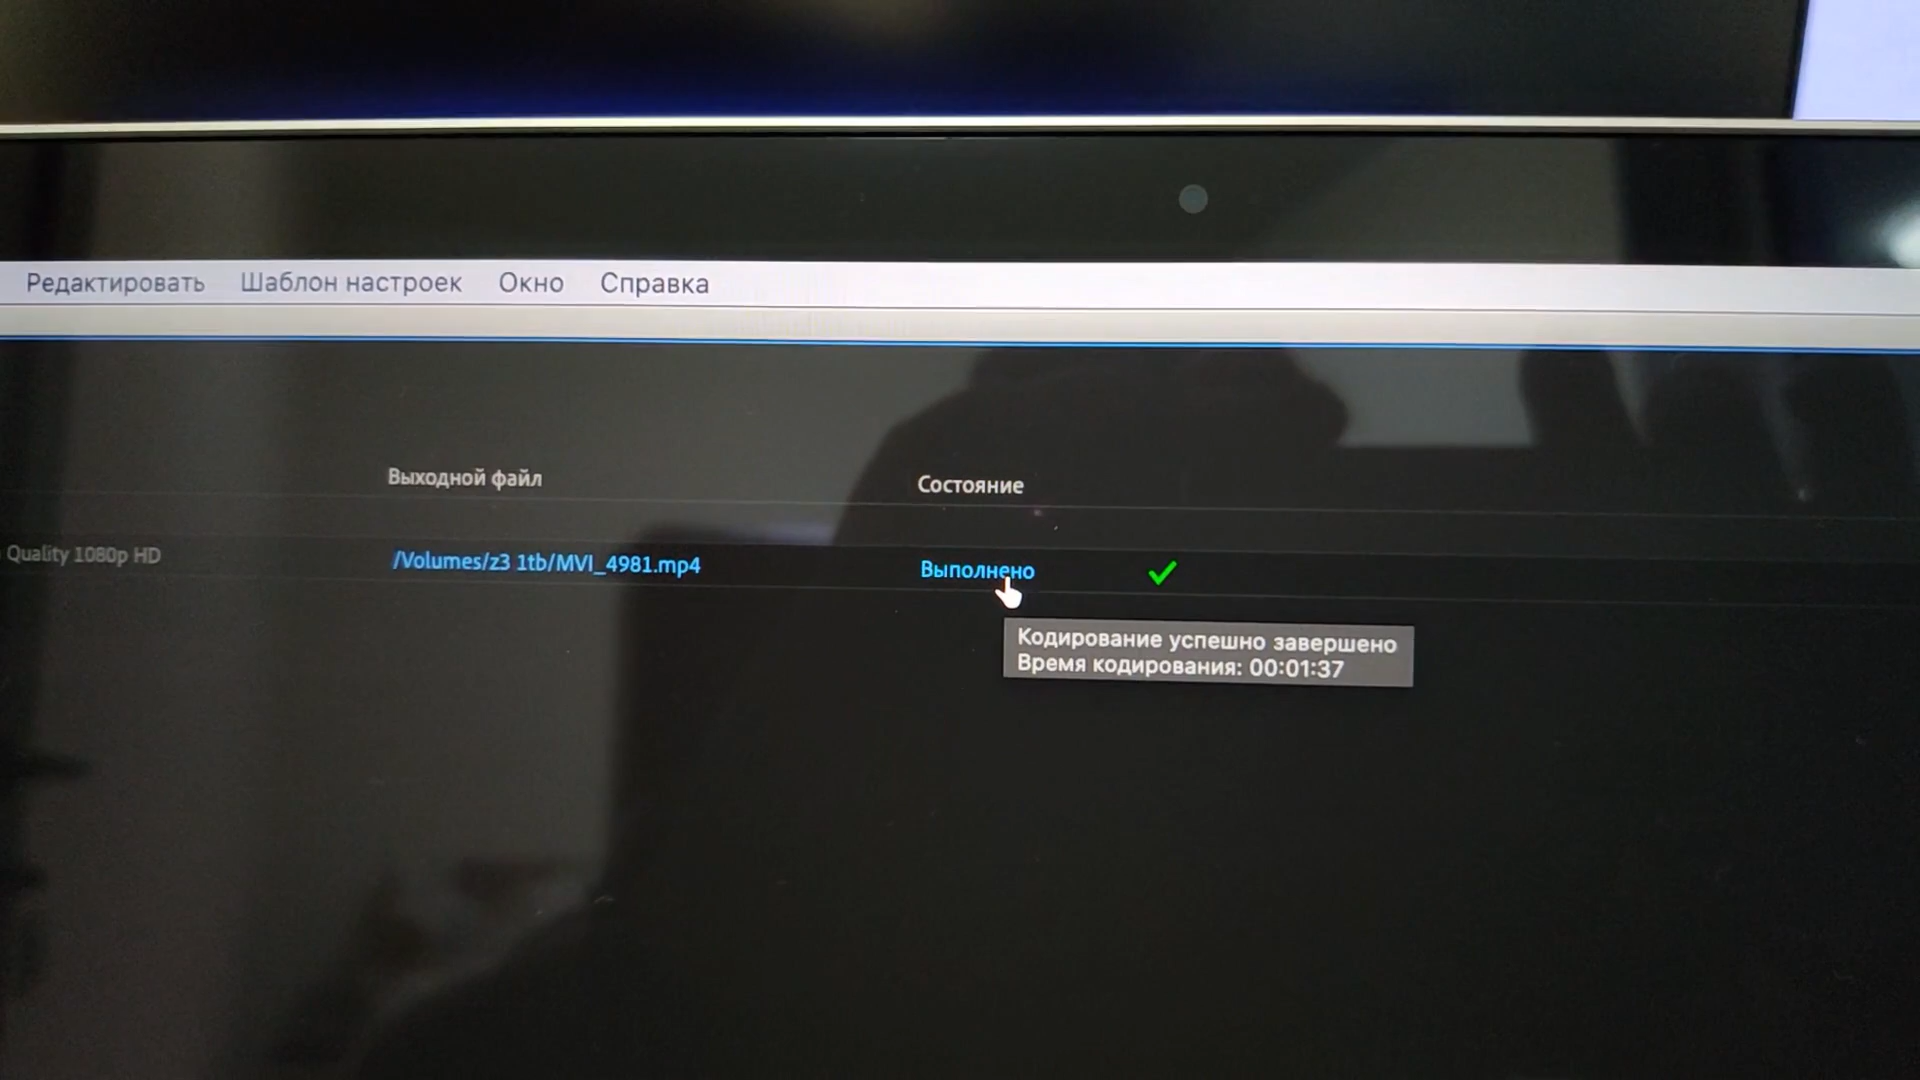 Редактировать Шаблон настроек Окно Справка
Выходной файл Состояние
Quality 1080p HD /Volumes/z3 1tb/MVI_4981.mp4 Выполнено
Кодирование успешно завершено
Время кодирования: 00:01:37